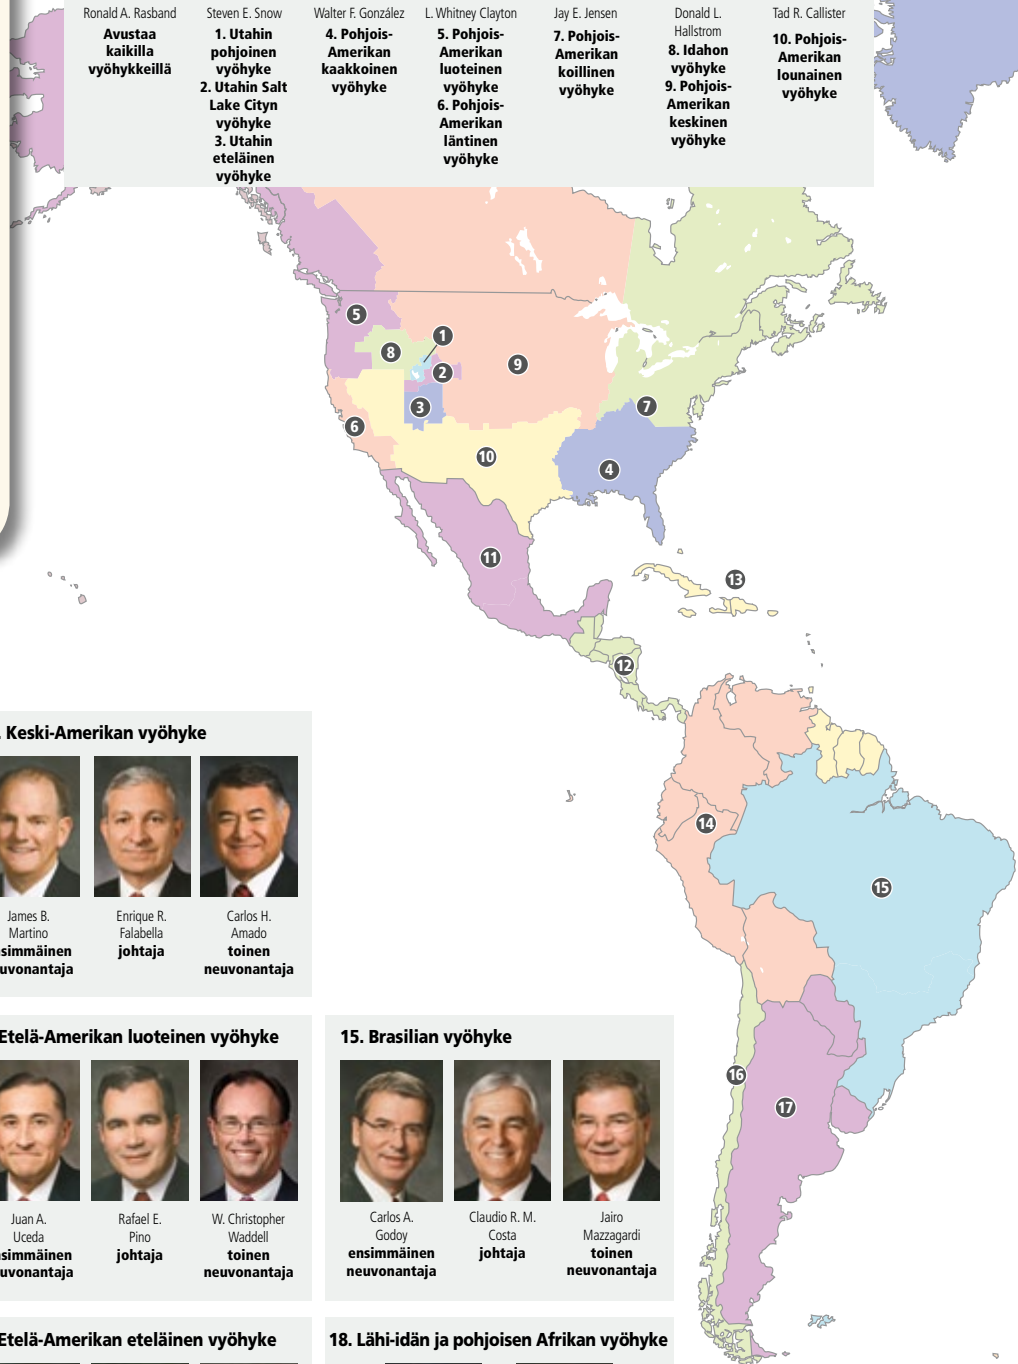 Ronald A. Rasband
Avustaa
kaikilla
vyöhykkeillä
Steven E. Snow
1. Utahin
pohjoinen
vyöhyke
2. Utahin Salt
Lake Cityn
vyöhyke
3. Utahin
eteläinen
vyöhyke
Walter F. González
4. Pohjois-
Amerikan
kaakkoinen
vyöhyke
L. Whitney Clayton
5. Pohjois-
Amerikan
luoteinen
vyöhyke
6. Pohjois-
Amerikan
läntinen
vyöhyke
Jay E. Jensen
7. Pohjois-
Amerikan
koillinen
vyöhyke
Donald L.
Hallstrom
8. Idahon
vyöhyke
9. Pohjois-
Amerikan
keskinen
vyöhyke
Tad R. Callister
10. Pohjois-
Amerikan
lounainen
vyöhyke
5
1
8
2
9
3
7
6
10
4
11
13
12
14
15
16
17
. Keski-Amerikan vyöhyke
James B.
Martino
simmäinen
uvonantaja
Enrique R.
Falabella
johtaja
Carlos H.
Amado
toinen
neuvonantaja
Etelä-Amerikan luoteinen vyöhyke
Juan A.
Uceda
simmäinen
uvonantaja
Rafael E.
Pino
johtaja
W. Christopher
Waddell
toinen
neuvonantaja
15. Brasilian vyöhyke
Carlos A.
Godoy
ensimmäinen
neuvonantaja
Claudio R. M.
Costa
johtaja
Jairo
Mazzagardi
toinen
neuvonantaja
Etelä-Amerikan eteläinen vyöhyke
18. Lähi-idän ja pohjoisen Afrikan vyöhyke